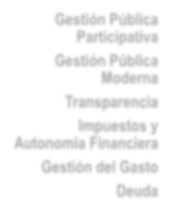 Gestión Pública
Participativa
Gestión Pública
Moderna
Transparencia
Impuestos y
Autonomía Financiera
Gestión del Gasto
Deuda